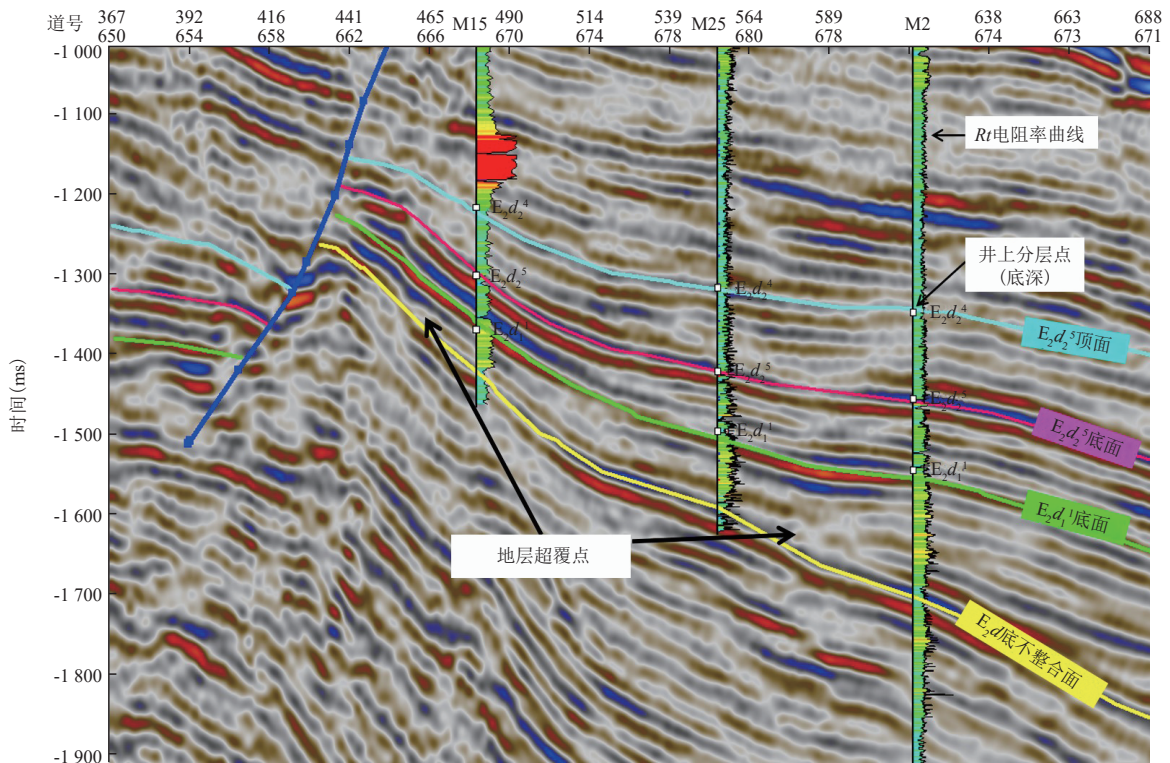 道号
367 392 416 441 465 M15 490 514 539 M25 564 589 M2 638 663 688
650 654 658 662 666 670 674 678 680 678 674 673 671
时间(ms)
-1 000
-1 100
-1 200
-1 300
-1 400
-1 500
-1 600
-1 700
-1 800
-1 900
Rt电阻率曲线
E₂d₂⁴
井上分层点
(底深)
E₂d₂⁵
E₂d₂⁴
E₂d₂⁴
E₂d₁¹
E₂d₂⁵顶面
E₂d₂⁵
E₂d₂⁵
E₂d₁¹
E₂d₂⁵底面
E₂d₁¹
E₂d₁¹底面
地层超覆点
E₂d底不整合面